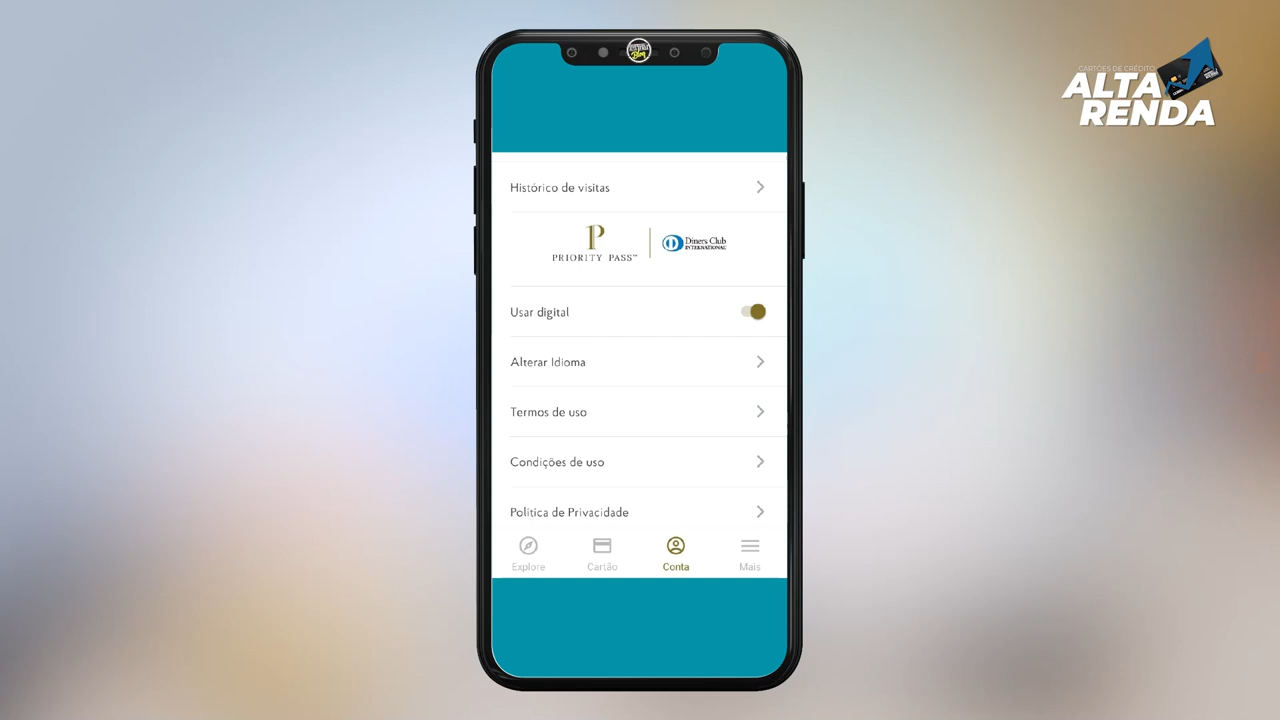 CARTÕES DE CRÉDITO
ALTA
RENDA
Histórico de visitas
PRIORITY PASS™
Diners Club
INTERNATIONAL
Usar digital
Alterar Idioma
Termos de uso
Condições de uso
Política de Privacidade
Explore
Cartão
Conta
Mais